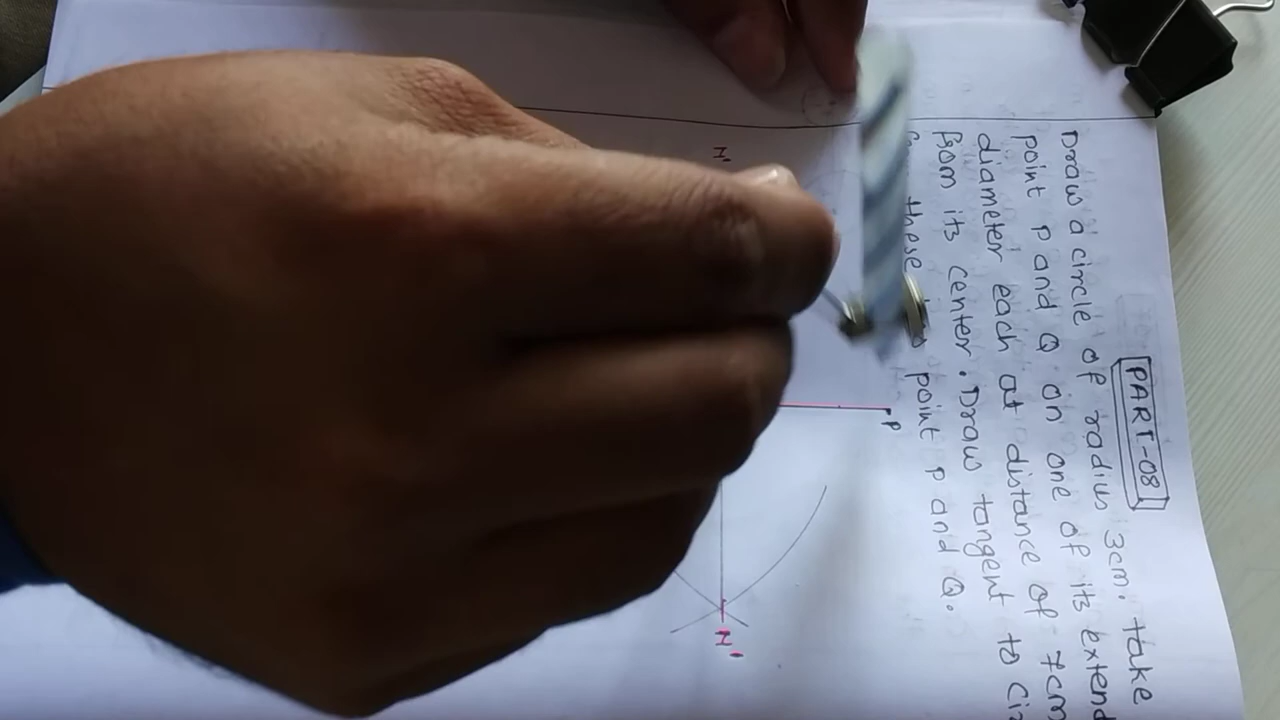 PART-08
Draw a circle of radius 3cm. take
point P and Q on one of its extend
diameter each at distance of 7cm
from its center. Draw tangent to
these point P and Q.
P
M'
N'